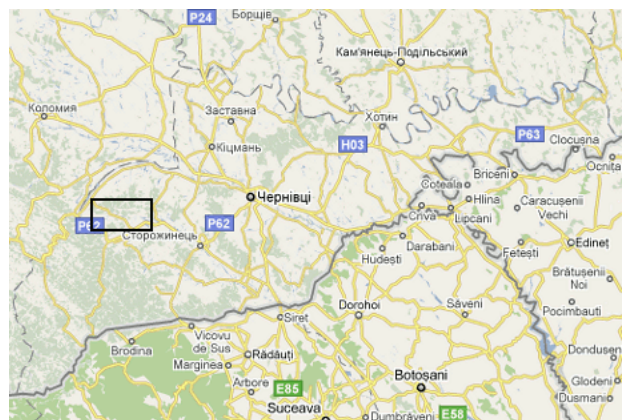 P24
Борщів
Кам'янець-Подільський
Коломия
Заставна
Хотин
P63
Clocușna
H03
Кіцмань
Ocnița
Briceni
Coteala
Hlina
Чернівці
Caracușenii
Vechi
Criva
Lipcani
P62
P62
Сторожинець
Darabani
Fetești
Edineț
Hudești
Brătușenii
Noi
Dorohoi
Săveni
Pocimbauti
Siret
Vicovu
de Sus
Brodina
Rădăuți
Dondușen
Marginea
Botoșani
Glodeni
Arbore
E85
Dusmani
Suceava
Dumbrăveni
E58